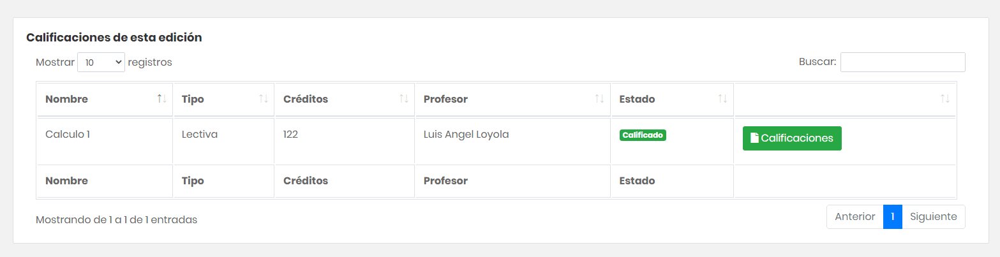 Calificaciones de esta edición
Mostrar 10 registros Buscar:
Nombre Tipo Créditos Profesor Estado
Calculo 1 Lectiva 122 Luis Angel Loyola Calificado Calificaciones
Nombre Tipo Créditos Profesor Estado
Mostrando de 1 a 1 de 1 entradas Anterior 1 Siguiente